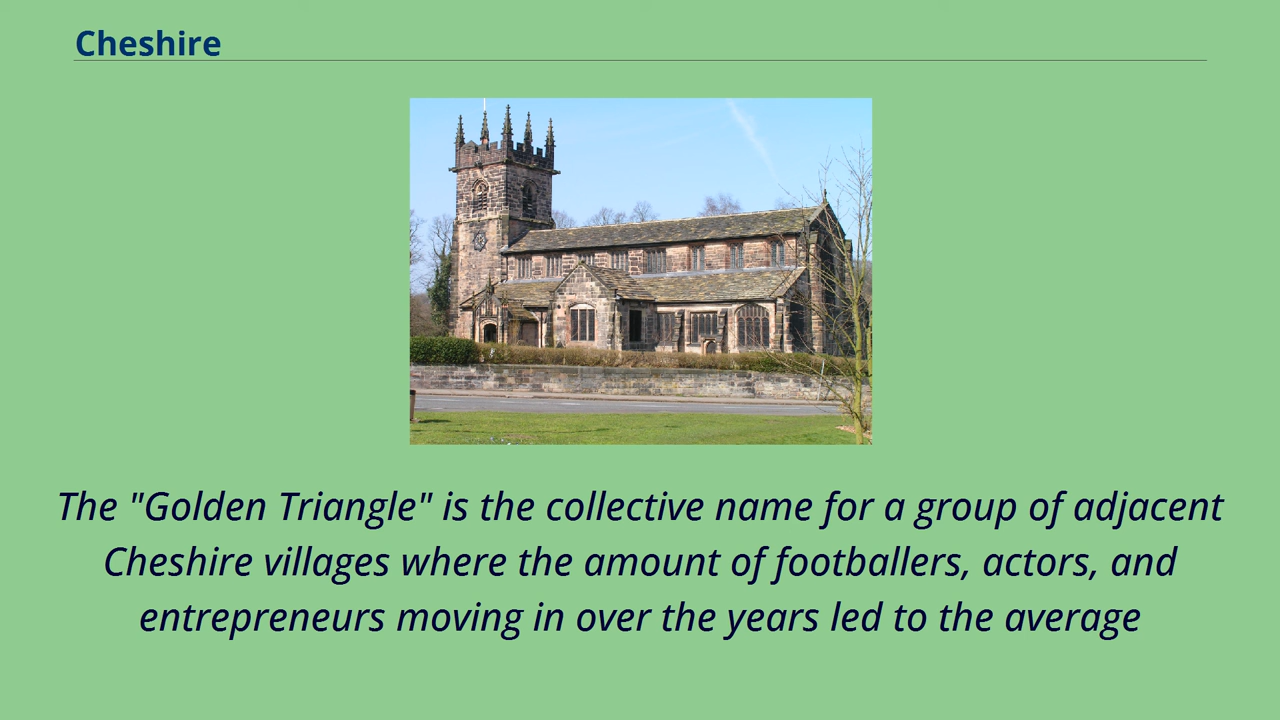 Cheshire
The "Golden Triangle" is the collective name for a group of adjacent
Cheshire villages where the amount of footballers, actors, and
entrepreneurs moving in over the years led to the average